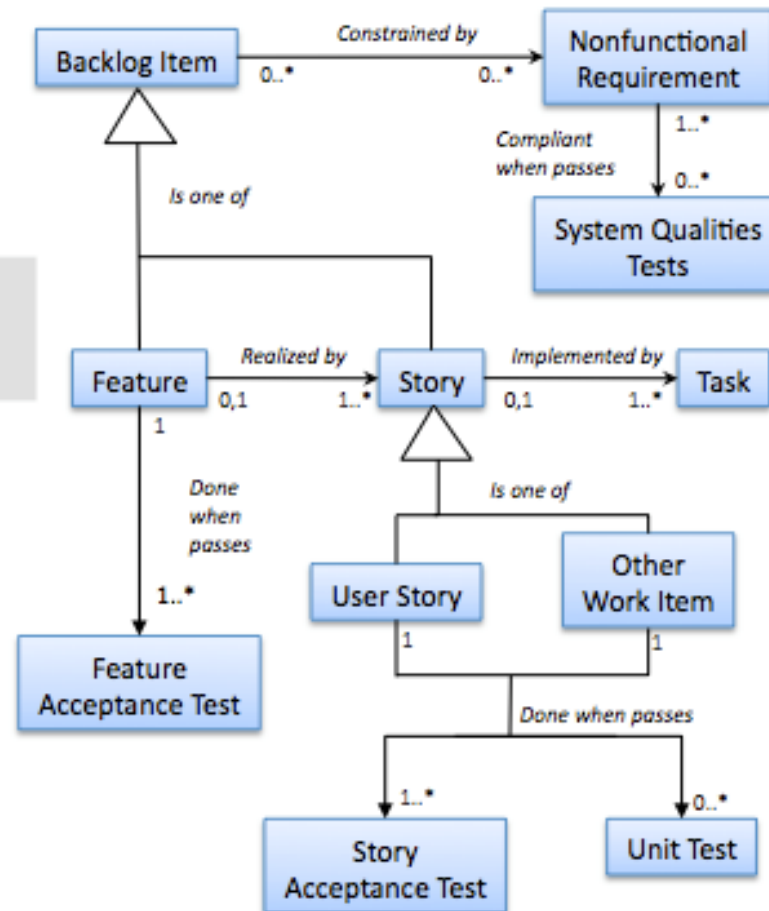 Constrained by
Backlog Item
0..*
0..*
Nonfunctional
Requirement
1..*
Compliant
when passes
0..*
Is one of
System Qualities
Tests
Realized by
Implemented by
Feature
Story
Task
0,1
1..*
0,1
1..*
1
Done
when
passes
Is one of
1..*
User Story
Other
Work Item
1
1
Feature
Acceptance Test
Done when passes
1..*
0..*
Story
Acceptance Test
Unit Test